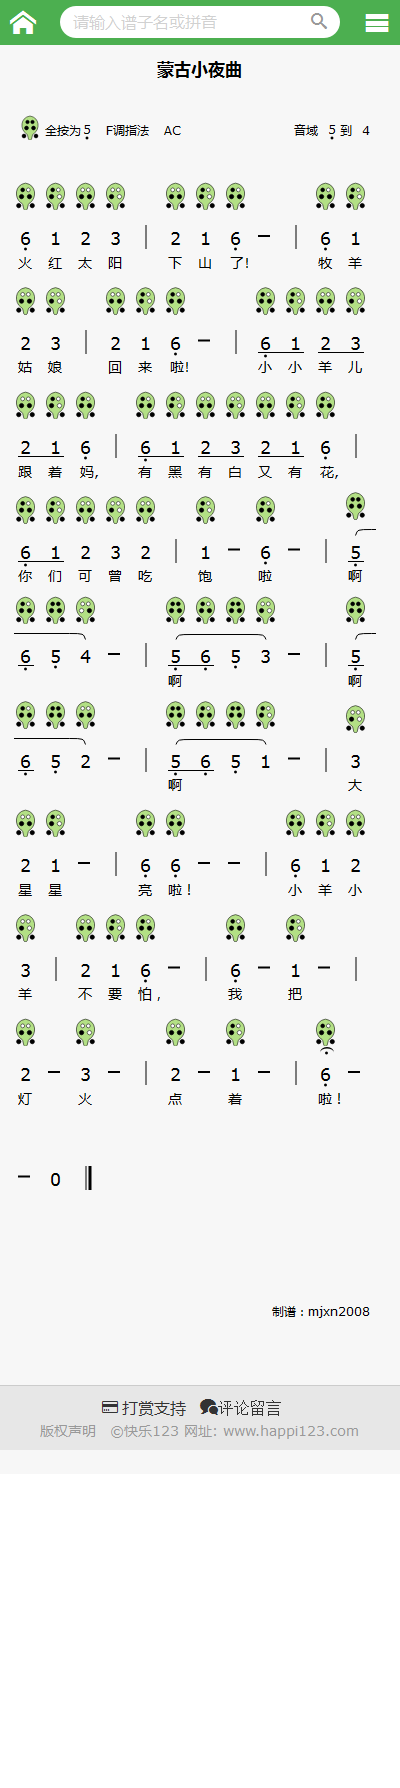 请输入谱子名或拼音
蒙古小夜曲
全按为5 F调指法 AC 音域 5 到 4
6 1 2 3 | 2 1 6 － | 6 1
火 红 太 阳 下 山 了! 牧 羊
2 3 | 2 1 6 － | 6 1 2 3
姑 娘 回 来 啦! 小 小 羊 儿
2 1 6 | 6 1 2 3 2 1 6 |
跟 着 妈, 有 黑 有 白 又 有 花,
6 1 2 3 2 | 1 － 6 － | 5
你 们 可 曾 吃 饱 啦 啊
6 5 4 － | 5 6 5 3 － | 5
啊 啊
6 5 2 － | 5 6 5 1 － | 3
啊 大
2 1 － | 6 6 － － | 6 1 2
星 星 亮 啦！ 小 羊 小
3 | 2 1 6 － | 6 － 1 － |
羊 不 要 怕， 我 把
2 － 3 － | 2 － 1 － | 6 －
灯 火 点 着 啦！
－ 0 ‖
制谱：mjxn2008
打赏支持 评论留言
版权声明 ©快乐123 网址: www.happi123.com